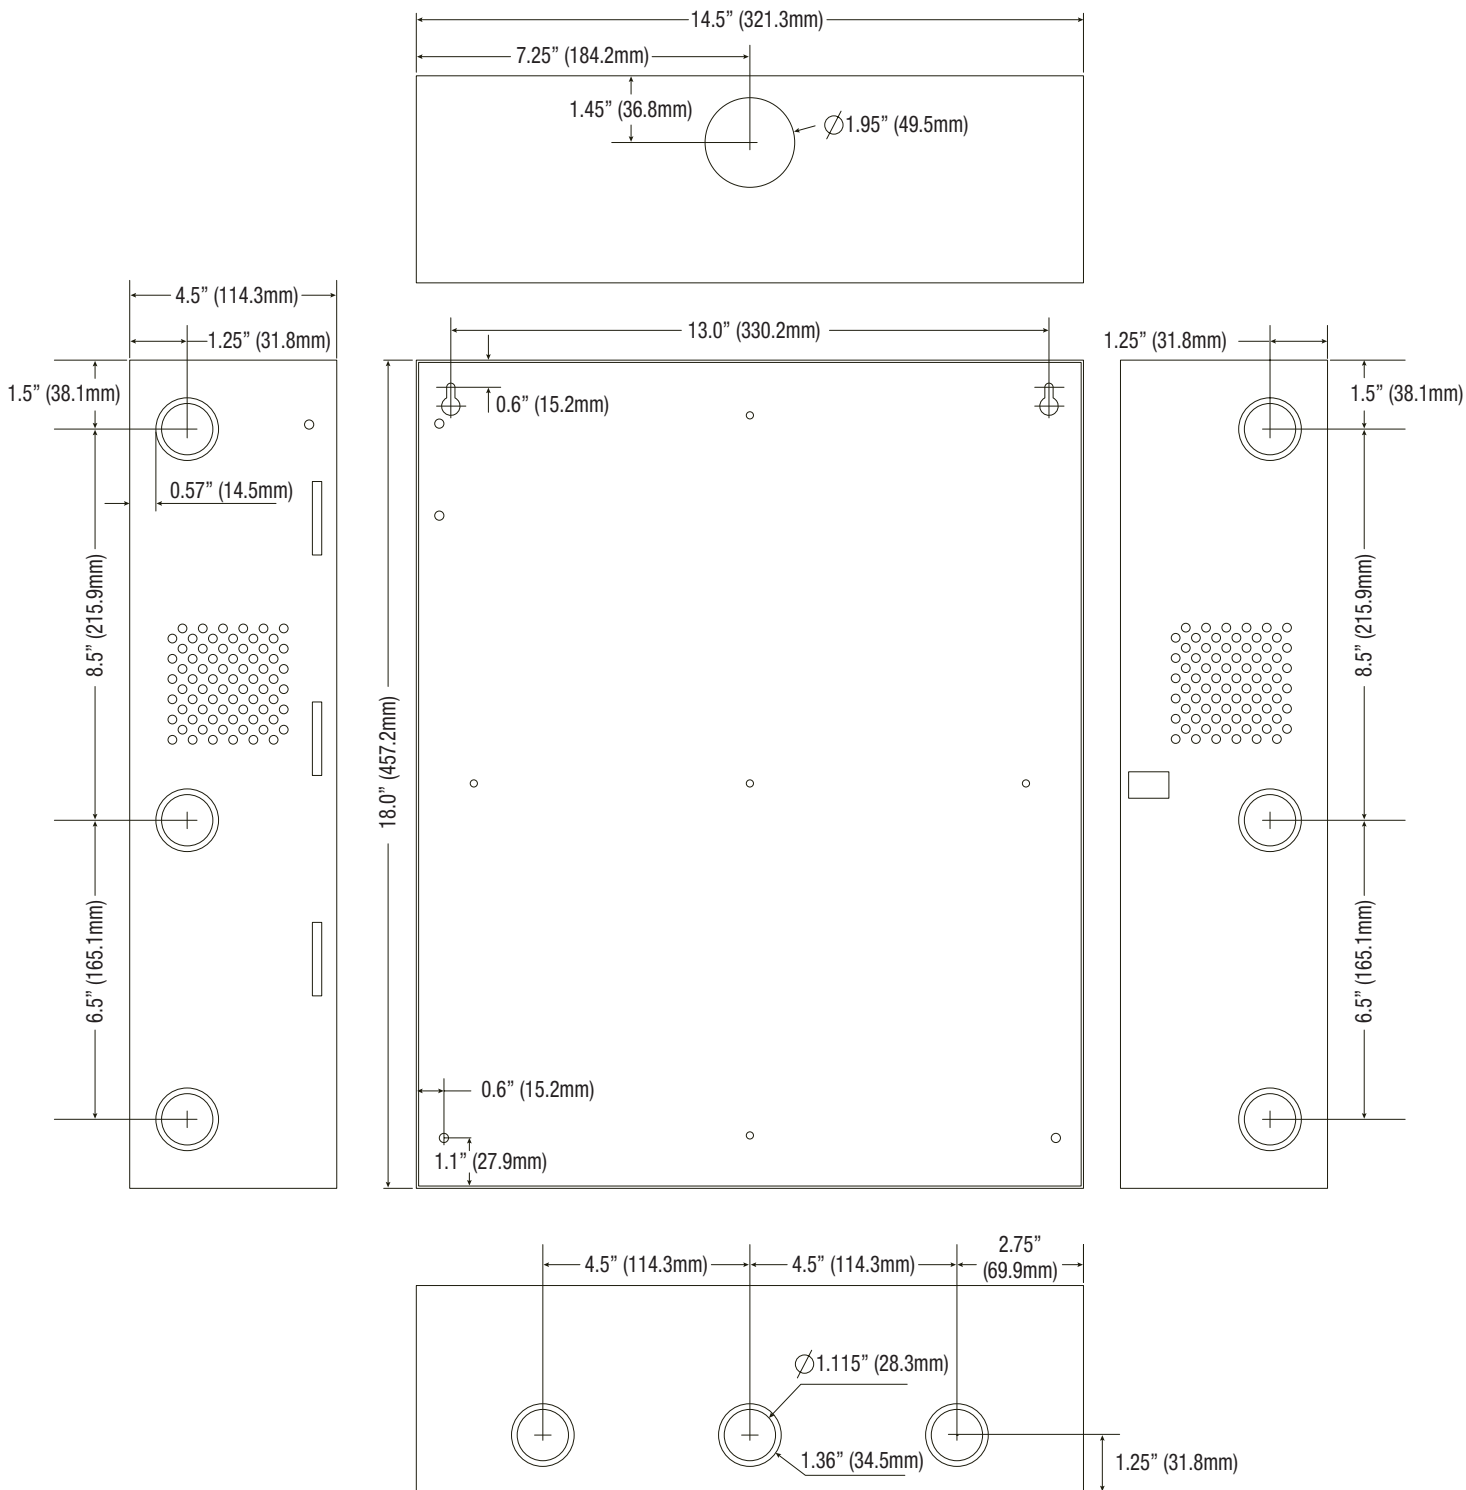 14.5” (321.3mm)
7.25” (184.2mm)
1.45” (36.8mm)
∅1.95” (49.5mm)
4.5” (114.3mm)
13.0” (330.2mm)
1.25” (31.8mm)
1.25” (31.8mm)
1.5” (38.1mm)
0.6” (15.2mm)
1.5” (38.1mm)
0.57” (14.5mm)
8.5” (215.9mm)
8.5” (215.9mm)
18.0” (457.2mm)
6.5” (165.1mm)
6.5” (165.1mm)
0.6” (15.2mm)
1.1” (27.9mm)
4.5” (114.3mm)
4.5” (114.3mm)
2.75”
(69.9mm)
∅1.115” (28.3mm)
1.36” (34.5mm)
1.25” (31.8mm)